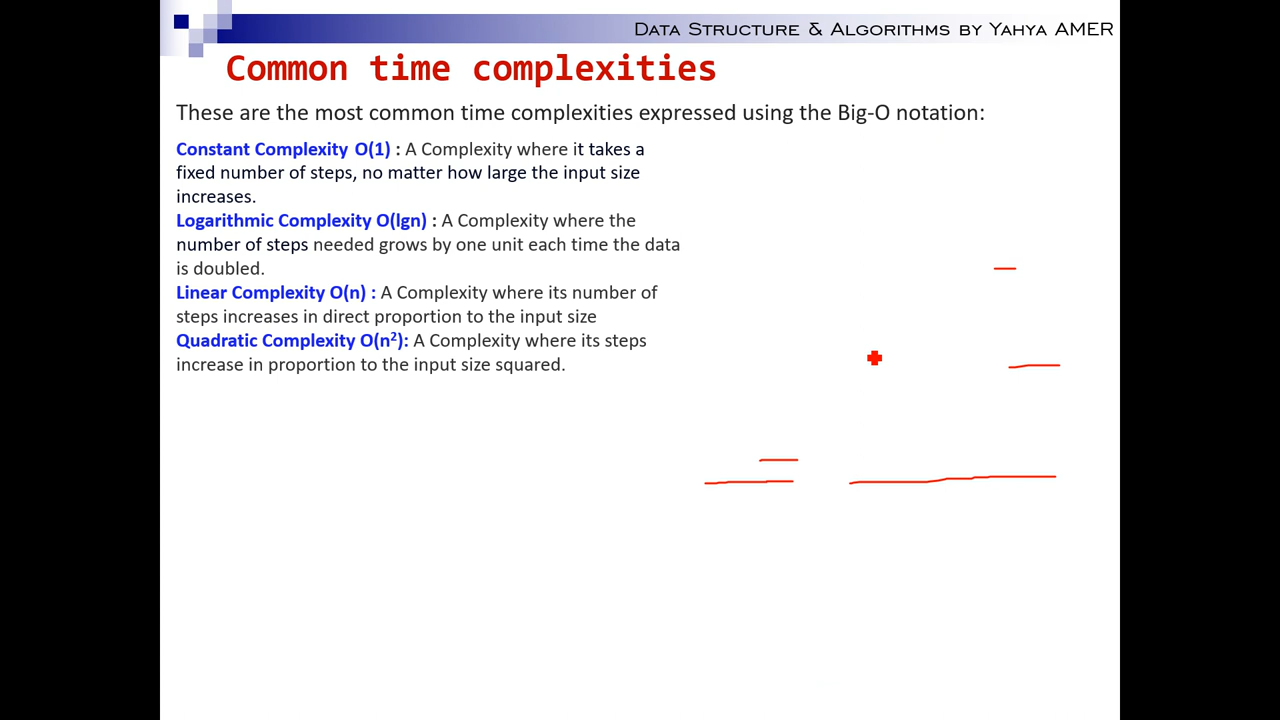 Data Structure & Algorithms by Yahya AMER
Common time complexities
These are the most common time complexities expressed using the Big-O notation:
Constant Complexity O(1) : A Complexity where it takes a
fixed number of steps, no matter how large the input size
increases.
Logarithmic Complexity O(lgn) : A Complexity where the
number of steps needed grows by one unit each time the data
is doubled.
Linear Complexity O(n) : A Complexity where its number of
steps increases in direct proportion to the input size
Quadratic Complexity O(n²): A Complexity where its steps
increase in proportion to the input size squared.